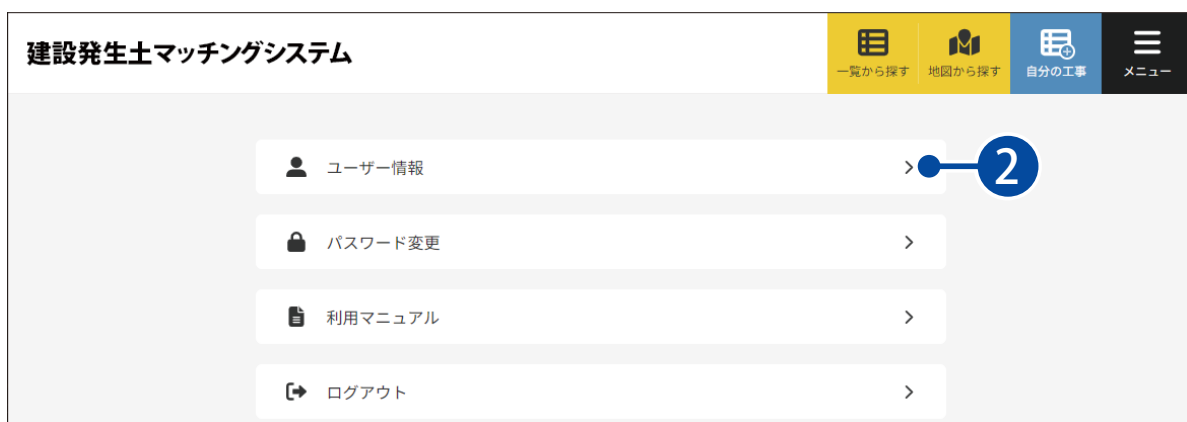 建設発生土マッチングシステム
一覧から探す
地図から探す
自分の工事
メニュー
ユーザー情報
2
パスワード変更
利用マニュアル
ログアウト